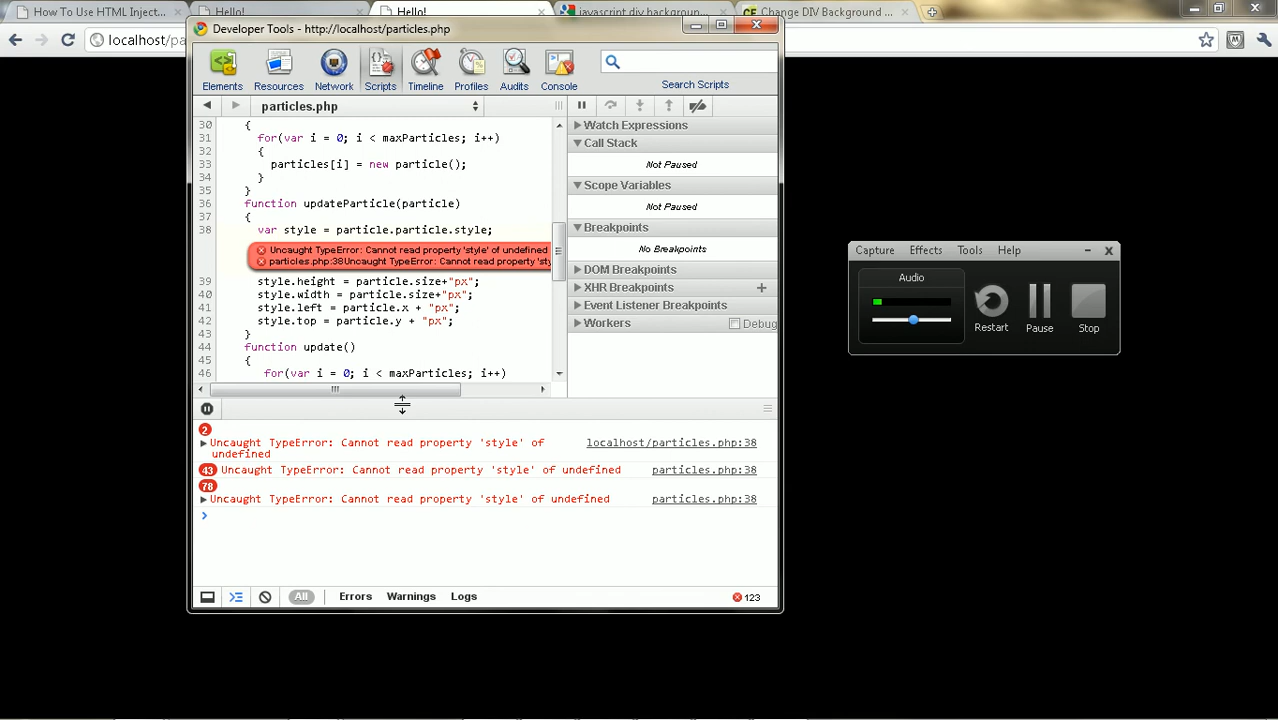 How To Use HTML Inject...
Hello!
Hello!
javascript div backgroun
Change DIV Background ...
localhost/pa
Developer Tools - http://localhost/particles.php
Elements
Resources
Network
Scripts
Timeline
Profiles
Audits
Console
Search Scripts
particles.php
30 {
31 for(var i = 0; i < maxParticles; i++)
32 {
33 particles[i] = new particle();
34 }
35 }
36 function updateParticle(particle)
37 {
38 var style = particle.particle.style;
Uncaught TypeError: Cannot read property 'style' of undefined
particles.php:38Uncaught TypeError: Cannot read property 'sty
39 style.height = particle.size+"px";
40 style.width = particle.size+"px";
41 style.left = particle.x + "px";
42 style.top = particle.y + "px";
43 }
44 function update()
45 {
46 for(var i = 0; i < maxParticles; i++)
Watch Expressions
Call Stack
Not Paused
Scope Variables
Not Paused
Breakpoints
No Breakpoints
DOM Breakpoints
XHR Breakpoints
Event Listener Breakpoints
Workers
Debug
2
Uncaught TypeError: Cannot read property 'style' of localhost/particles.php:38
undefined
43 Uncaught TypeError: Cannot read property 'style' of undefined particles.php:38
78
Uncaught TypeError: Cannot read property 'style' of undefined particles.php:38
All
Errors
Warnings
Logs
123
Capture
Effects
Tools
Help
Audio
Restart
Pause
Stop